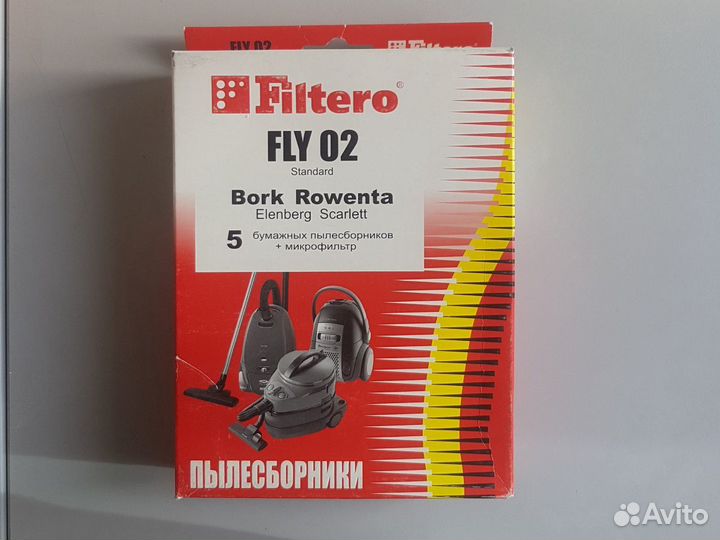 FLY 02 Filtero
Filtero®
FLY 02
Standard
Bork Rowenta
Elenberg Scarlett
5 бумажных пылесборников
+ микрофильтр
ПЫЛЕСБОРНИКИ
Avito